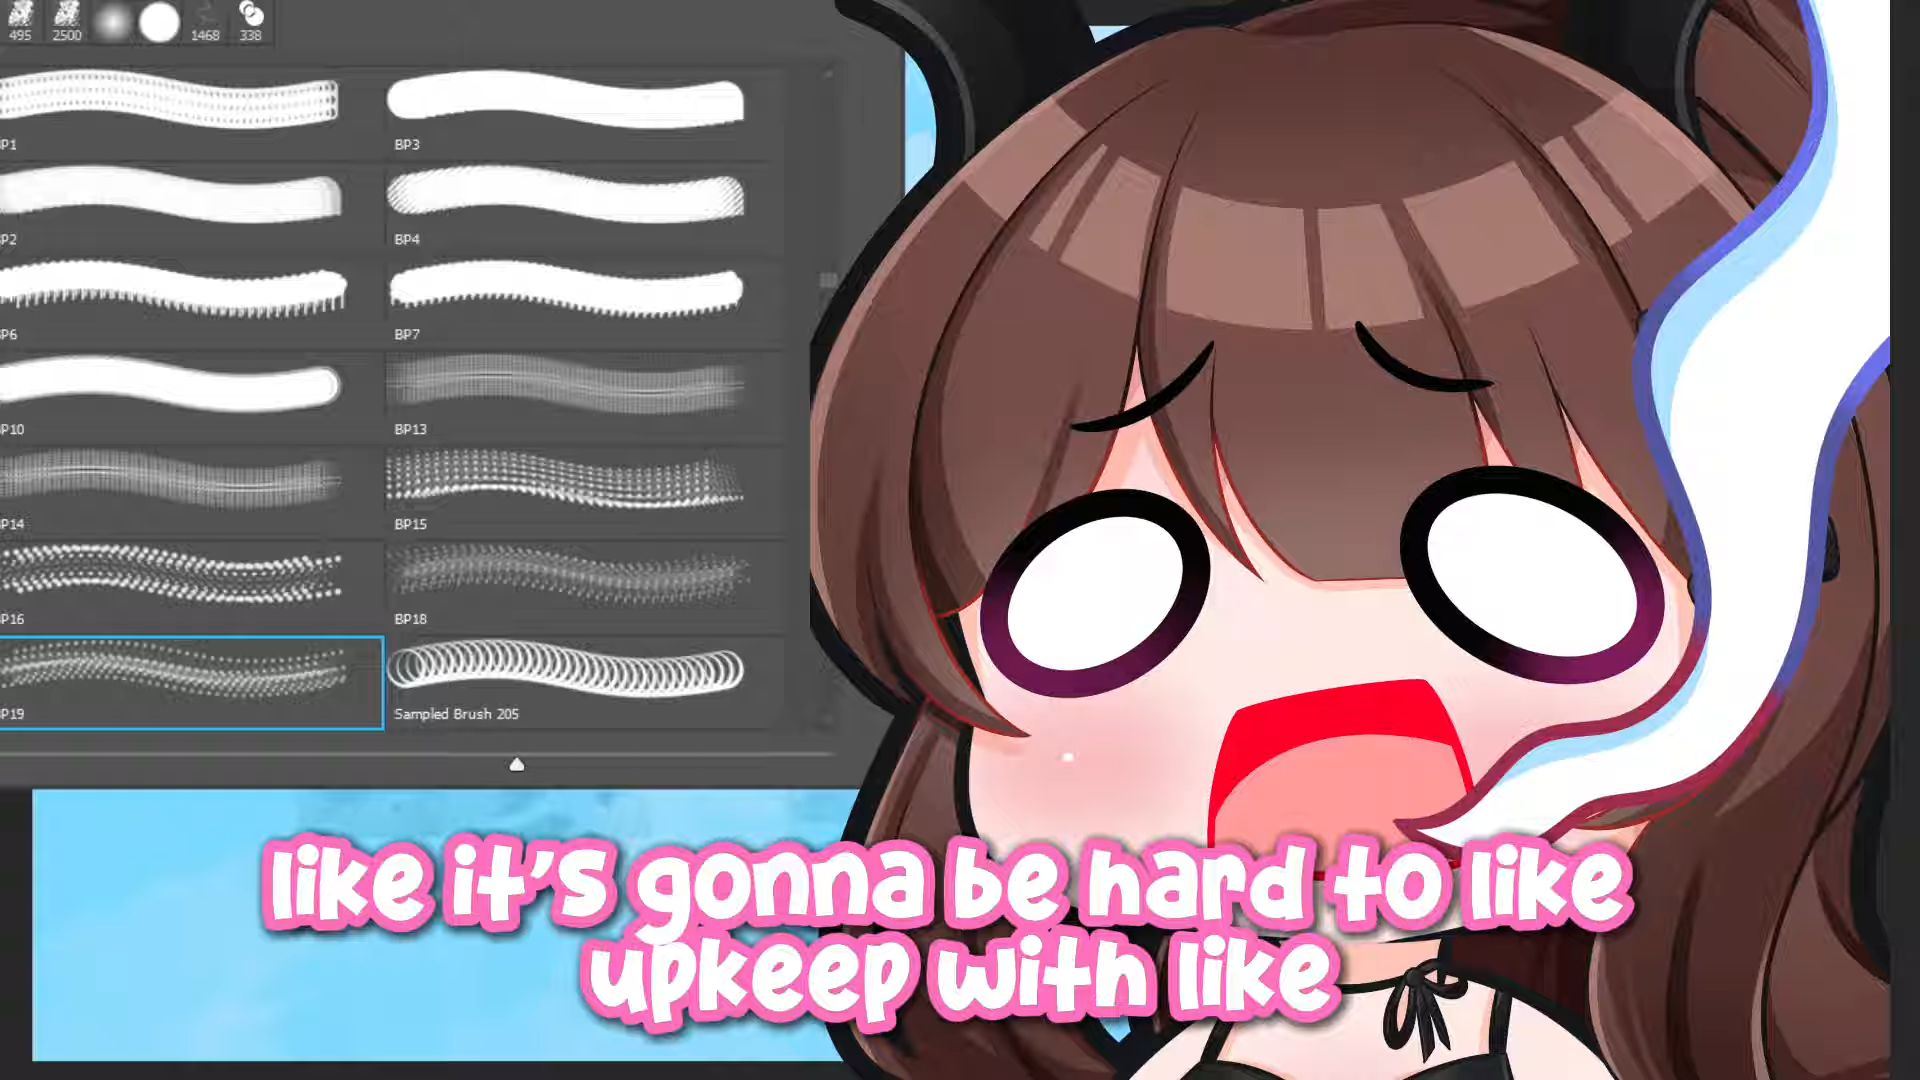 495 2500 1468 338
P1 BP3
P2 BP4
P6 BP7
P10 BP13
P14 BP15
P16 BP18
P19 Sampled Brush 205
like it's gonna be hard to like
upkeep with like